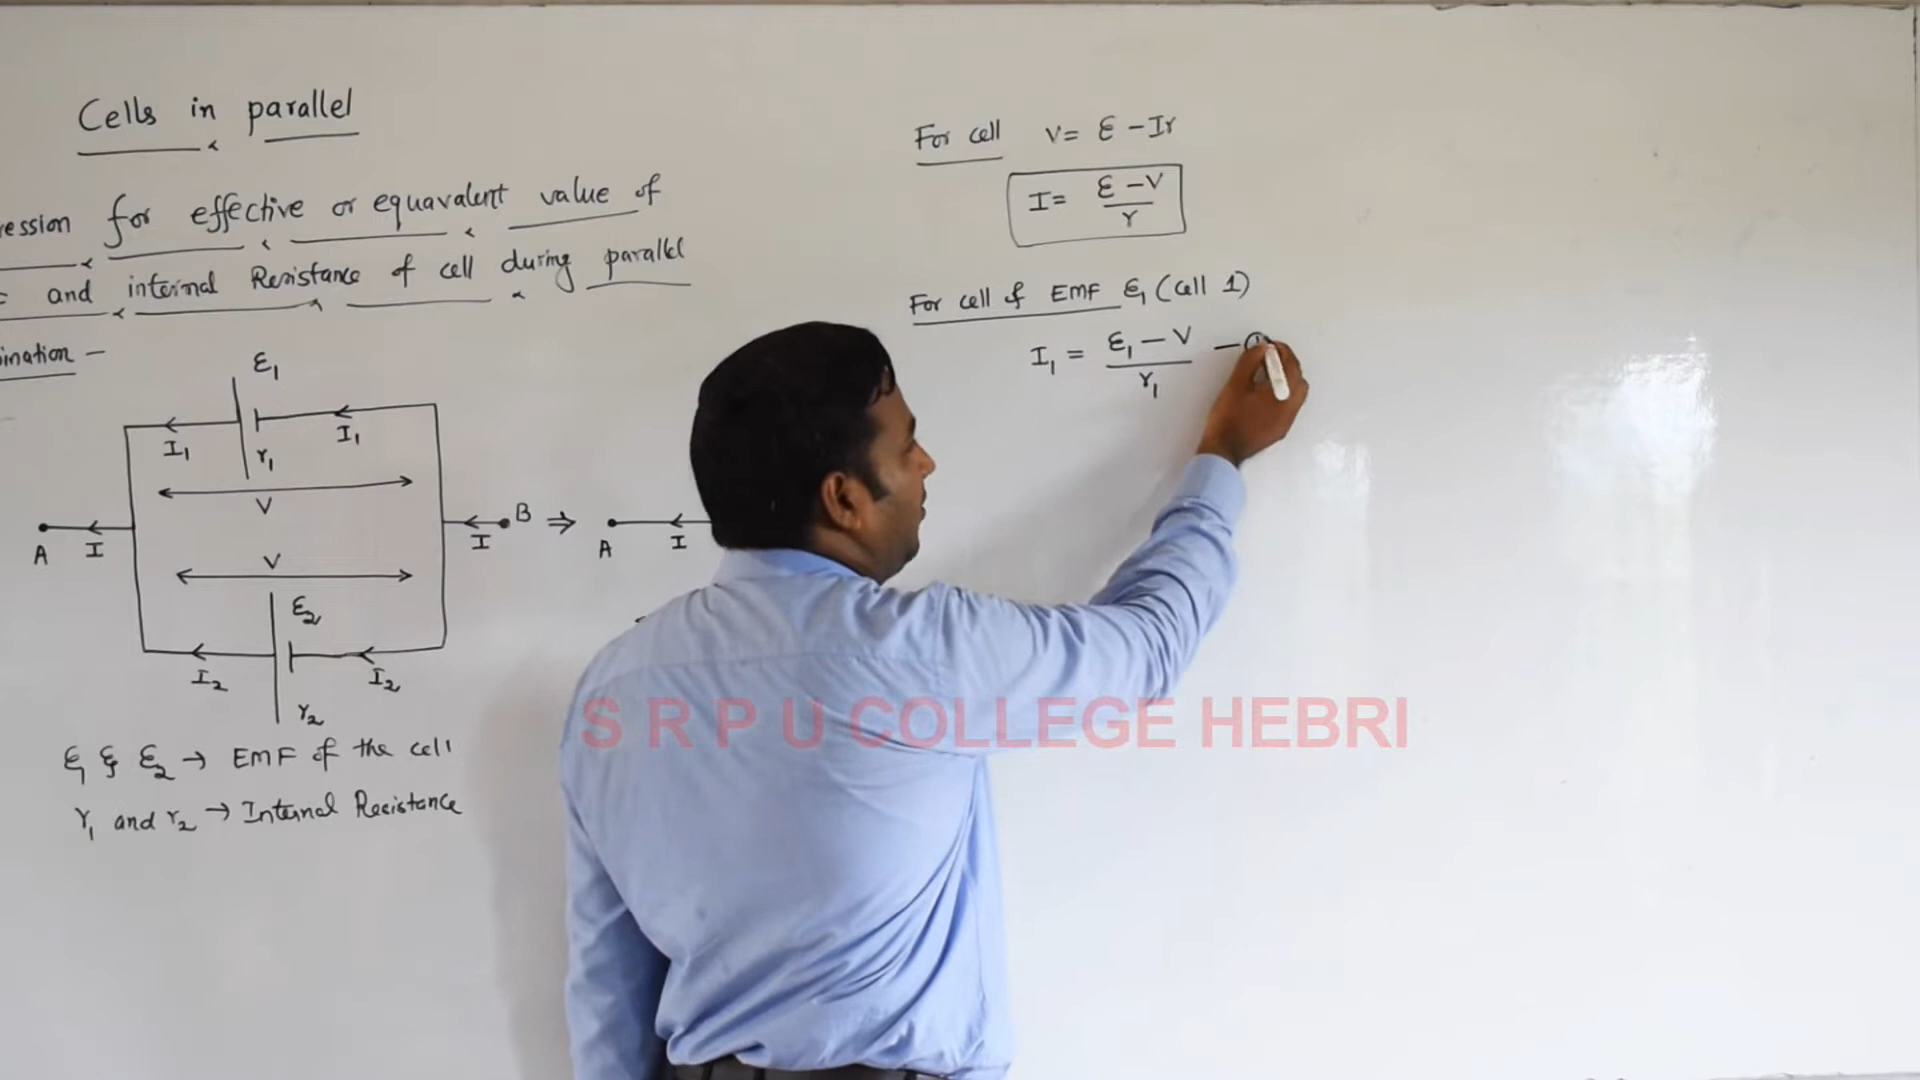 Cells in parallel
ression for effective or equavalent value of
and internal Resistance of cell during parallel
bination -
ε1
I1
I1
r1
V
A
I
I
B ⇒
A
I
V
ε2
I2
I2
r2
ε1 & ε2 → EMF of the cell
r1 and r2 → Internal Resistance
For cell V = ε - Ir
I = ε - V / r
For cell of EMF ε1 (cell 1)
I1 = ε1 - V / r1 -
S R P U COLLEGE HEBRI